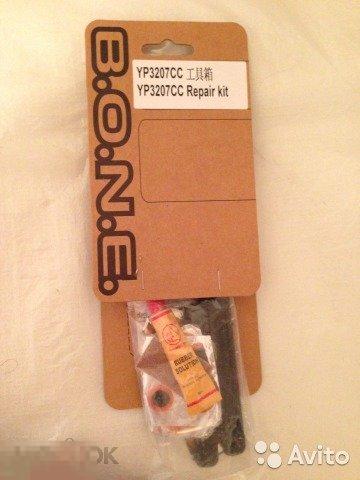 YP3207CC 工具箱
YP3207CC Repair kit
B.O.N.E.
RUBBER
SOLUTION
Avito